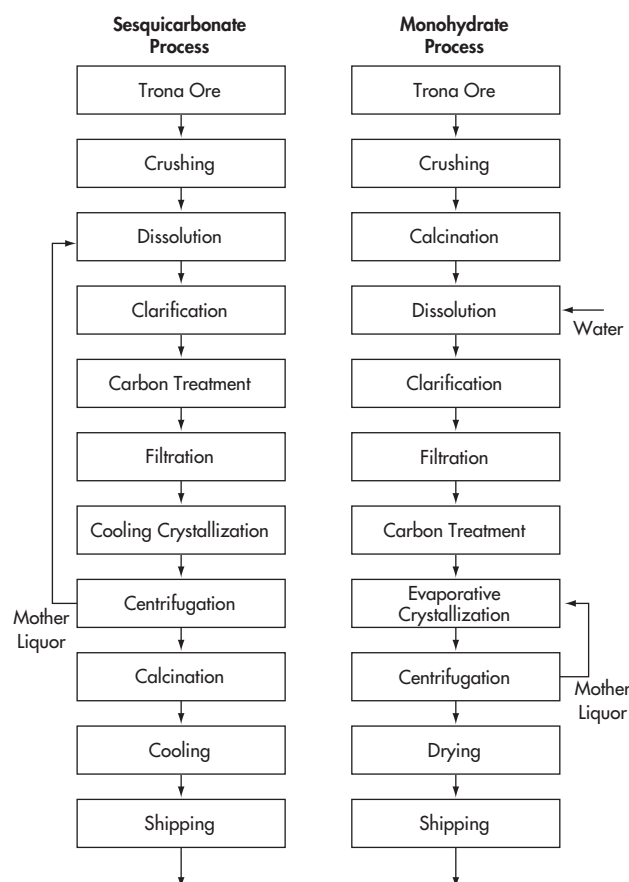 Sesquicarbonate
Process
Trona Ore
Crushing
Dissolution
Clarification
Carbon Treatment
Filtration
Cooling Crystallization
Centrifugation
Mother
Liquor
Calcination
Cooling
Shipping
Monohydrate
Process
Trona Ore
Crushing
Calcination
Dissolution
Water
Clarification
Filtration
Carbon Treatment
Evaporative
Crystallization
Centrifugation
Mother
Liquor
Drying
Shipping